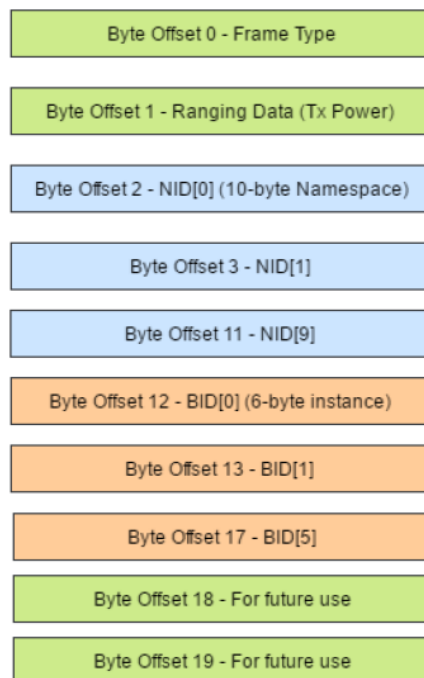 Byte Offset 0 - Frame Type
Byte Offset 1 - Ranging Data (Tx Power)
Byte Offset 2 - NID[0] (10-byte Namespace)
Byte Offset 3 - NID[1]
Byte Offset 11 - NID[9]
Byte Offset 12 - BID[0] (6-byte instance)
Byte Offset 13 - BID[1]
Byte Offset 17 - BID[5]
Byte Offset 18 - For future use
Byte Offset 19 - For future use